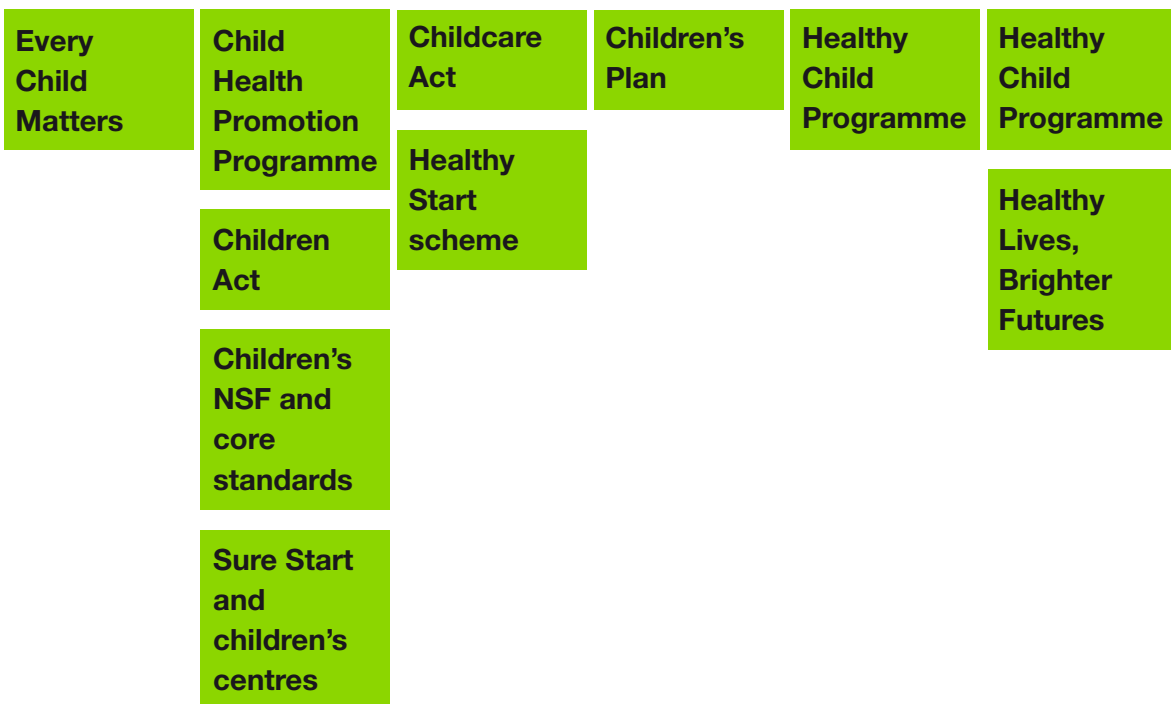 Every
Child
Matters
Child
Health
Promotion
Programme
Children
Act
Children’s
NSF and
core
standards
Sure Start
and
children’s
centres
Childcare
Act
Healthy
Start
scheme
Children’s
Plan
Healthy
Child
Programme
Healthy
Child
Programme
Healthy
Lives,
Brighter
Futures